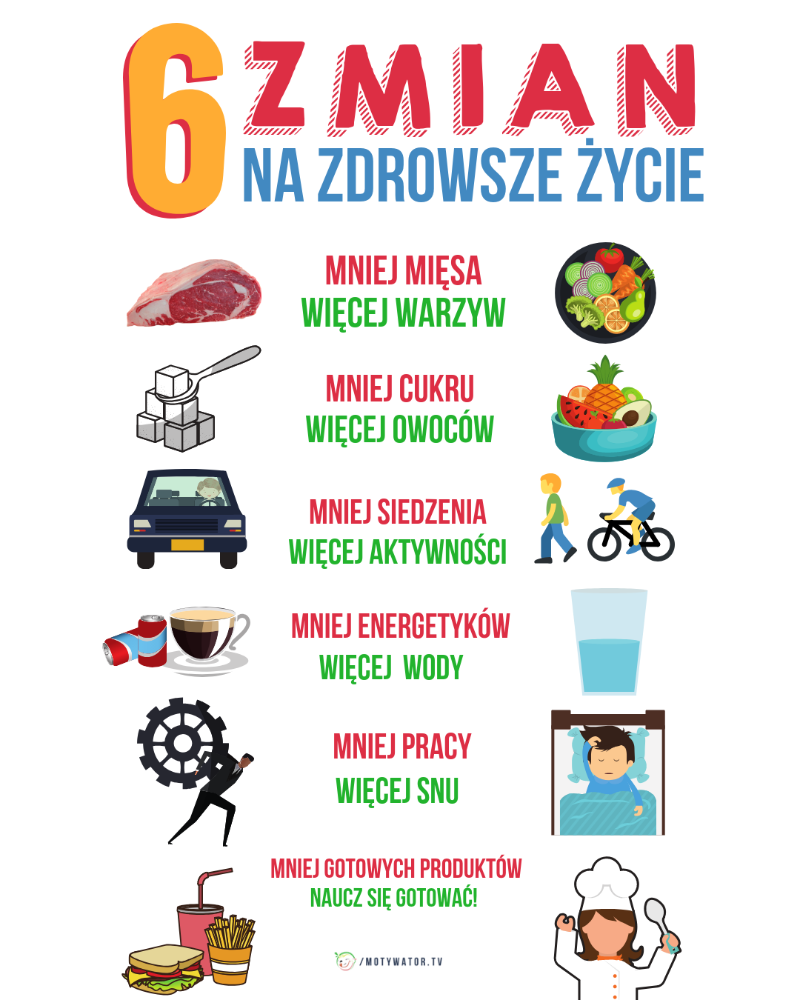 6 ZMIAN
NA ZDROWSZE ŻYCIE
MNIEJ MIĘSA
WIĘCEJ WARZYW
MNIEJ CUKRU
WIĘCEJ OWOCÓW
MNIEJ SIEDZENIA
WIĘCEJ AKTYWNOŚCI
MNIEJ ENERGETYKÓW
WIĘCEJ WODY
MNIEJ PRACY
WIĘCEJ SNU
MNIEJ GOTOWYCH PRODUKTÓW
NAUCZ SIĘ GOTOWAĆ!
/MOTYWATOR.TV